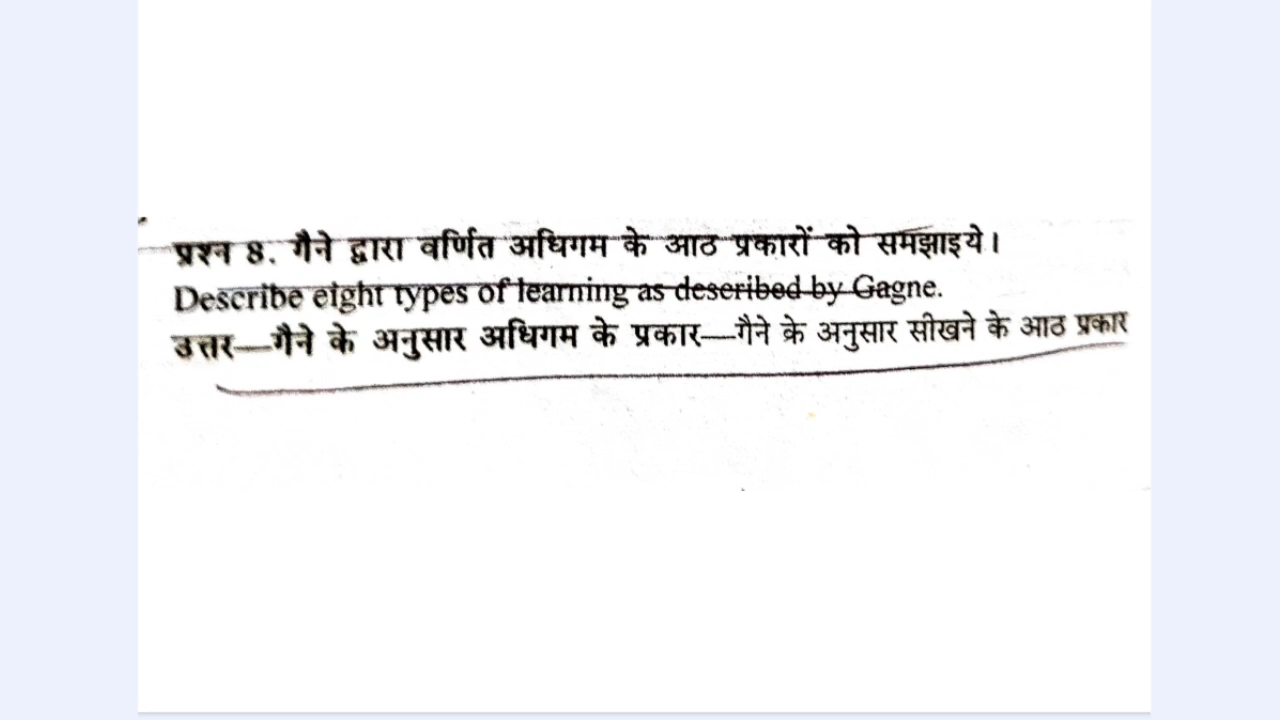 प्रश्न 8. गैने द्वारा वर्णित अधिगम के आठ प्रकारों को समझाइये।
Describe eight types of learning as described by Gagne.
उत्तर—गैने के अनुसार अधिगम के प्रकार—गैने के अनुसार सीखने के आठ प्रकार